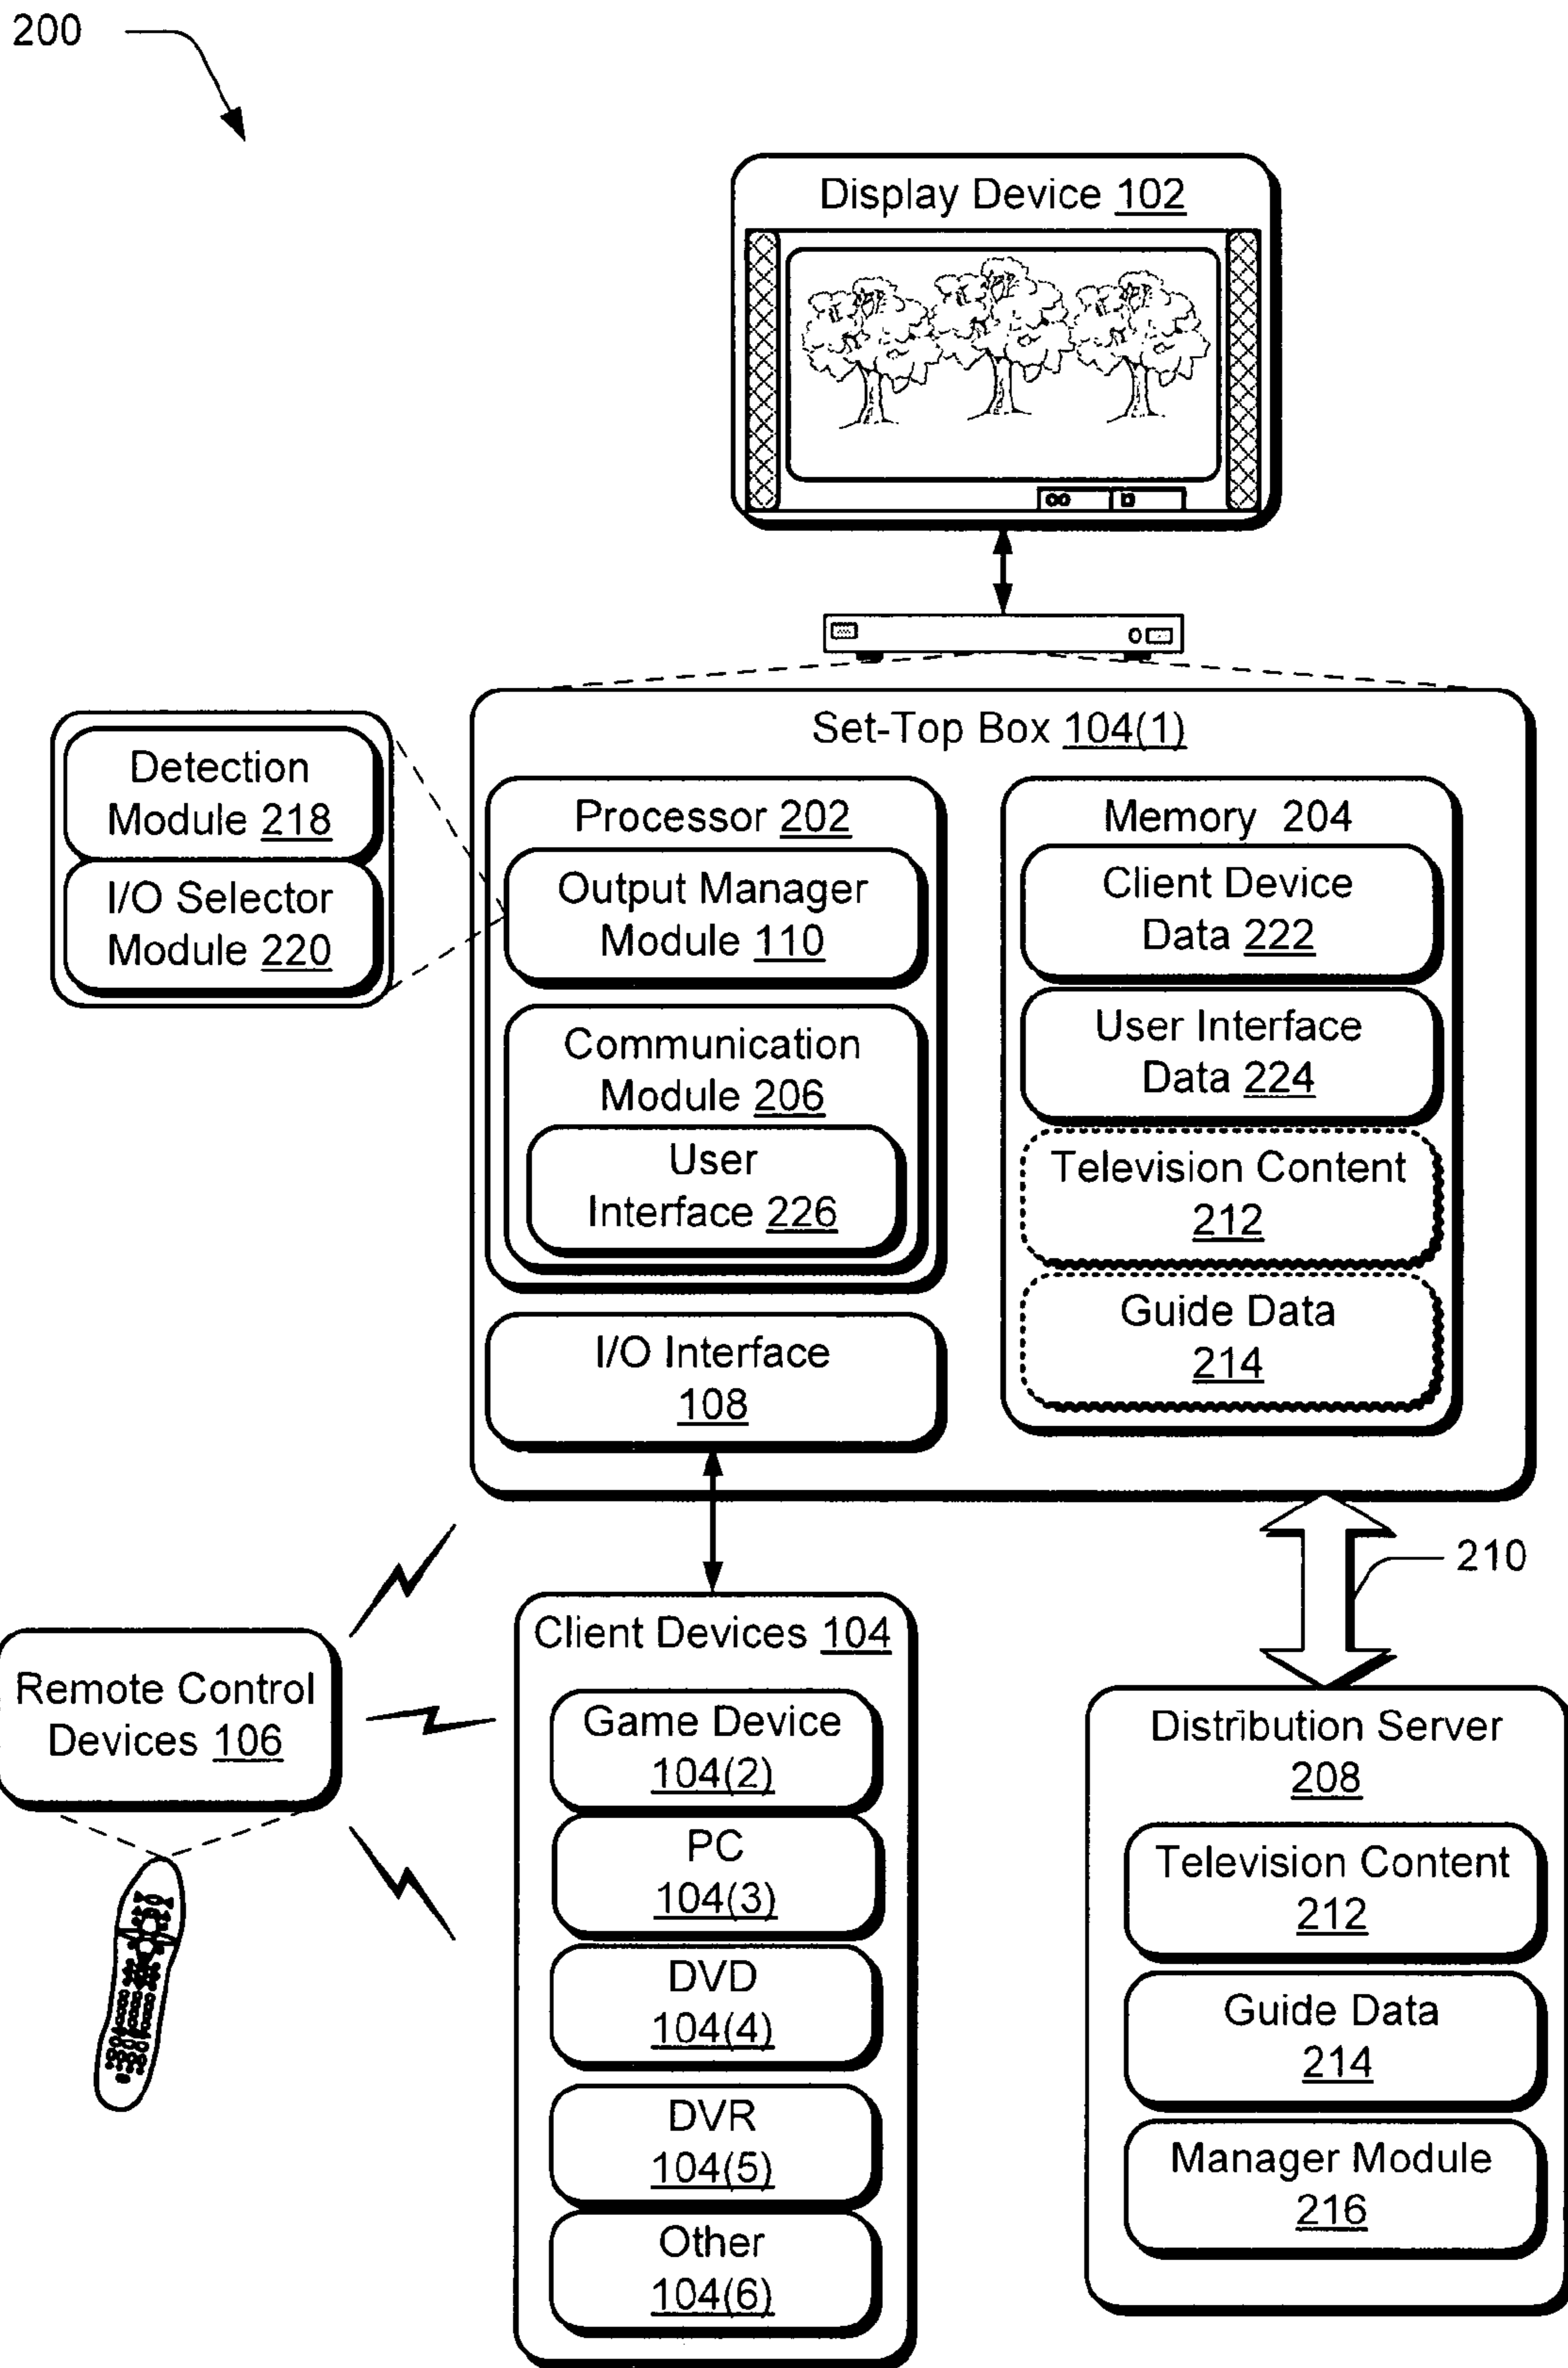 200
Display Device 102
Set-Top Box 104(1)
Detection
Module 218
I/O Selector
Module 220
Processor 202
Output Manager
Module 110
Communication
Module 206
User
Interface 226
I/O Interface
108
Memory 204
Client Device
Data 222
User Interface
Data 224
Television Content
212
Guide Data
214
210
Remote Control
Devices 106
Client Devices 104
Game Device
104(2)
PC
104(3)
DVD
104(4)
DVR
104(5)
Other
104(6)
Distribution Server
208
Television Content
212
Guide Data
214
Manager Module
216